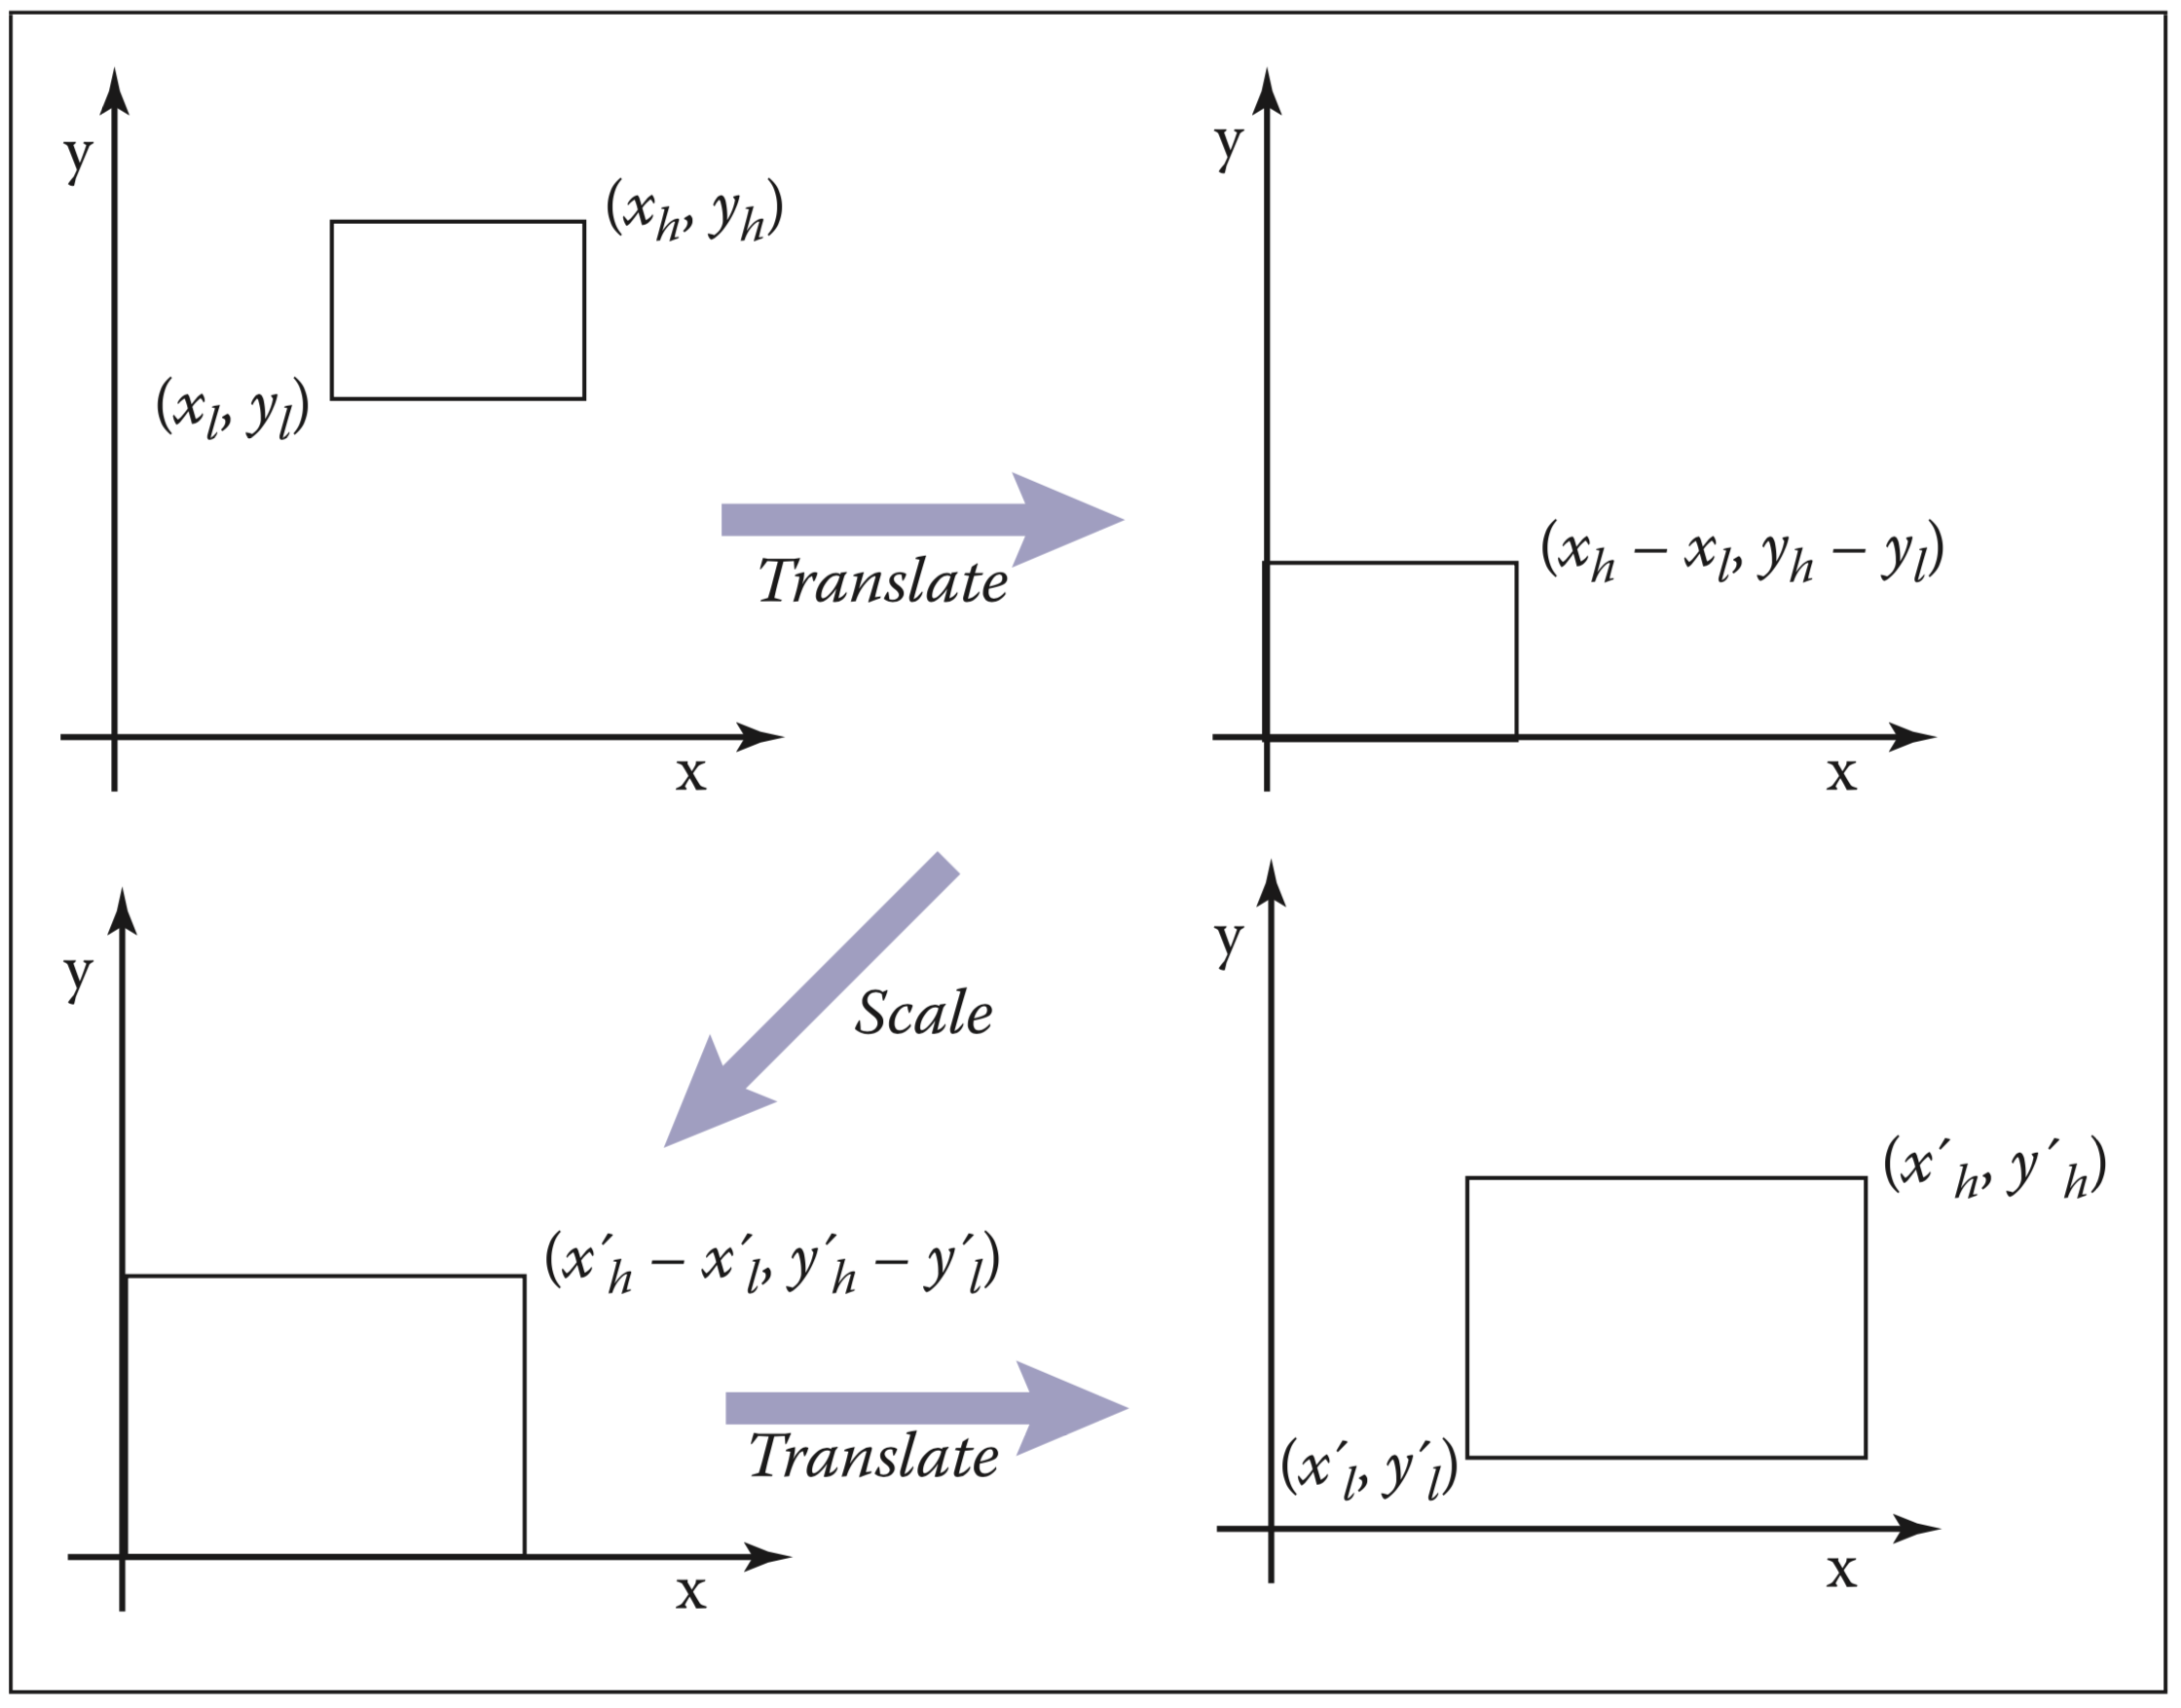 y
(x_h, y_h)
(x_l, y_l)
x
Translate
y
(x_h – x_l, y_h – y_l)
x
Scale
y
(x´_h – x´_l, y´_h – y´_l)
x
Translate
y
(x´_h, y´_h)
(x´_l, y´_l)
x